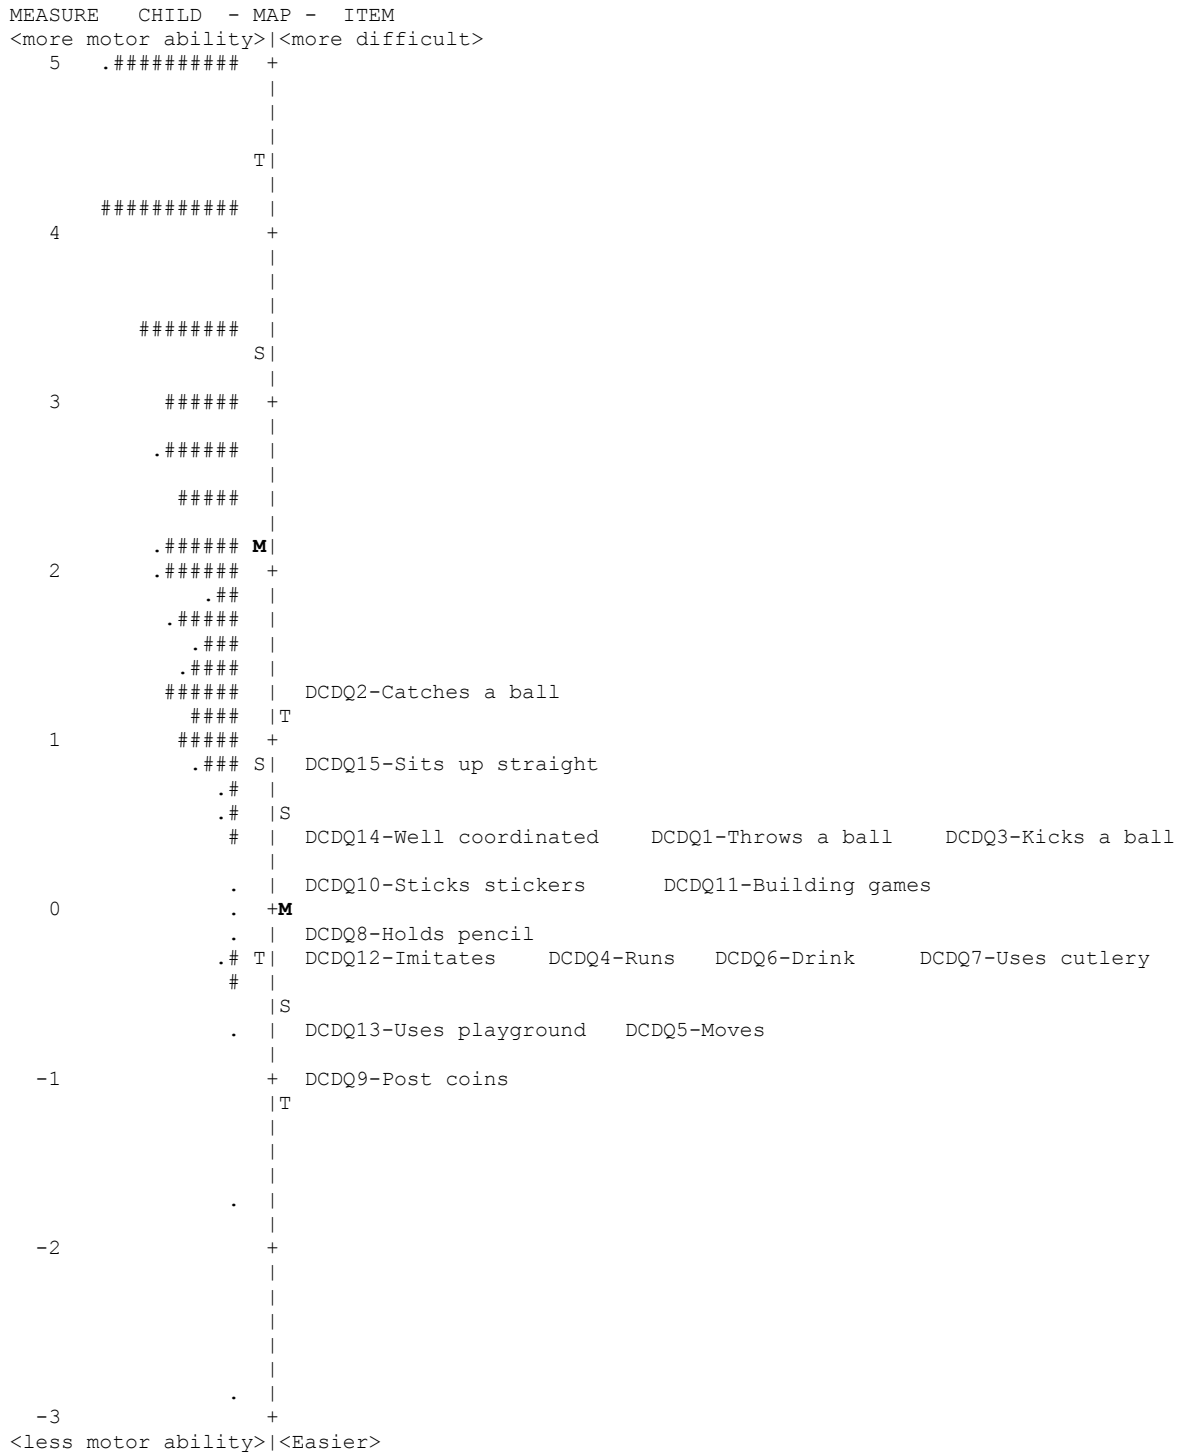 MEASURE   CHILD  - MAP -  ITEM
<more motor ability>|<more difficult>
   5   .##########  +
                    |
                    |
                    |
                   T|
                    |
       ###########  |
   4                +
                    |
                    |
                    |
          ########  |
                   S|
                    |
   3        ######  +
                    |
           .######  |
                    |
             #####  |
                    |
           .###### M|
   2       .######  +
               .##  |
            .#####  |
              .###  |
             .####  |
            ######  |  DCDQ2-Catches a ball
              ####  |T
   1         #####  +
              .### S|  DCDQ15-Sits up straight
                .#  |
                .#  |S
                 #  |  DCDQ14-Well coordinated    DCDQ1-Throws a ball    DCDQ3-Kicks a ball
                    |
                 .  |  DCDQ10-Sticks stickers      DCDQ11-Building games
   0             .  +M
                 .  |  DCDQ8-Holds pencil
                .# T|  DCDQ12-Imitates    DCDQ4-Runs   DCDQ6-Drink     DCDQ7-Uses cutlery
                 #  |
                    |S
                 .  |  DCDQ13-Uses playground   DCDQ5-Moves
                    |
  -1                +  DCDQ9-Post coins
                    |T
                    |
                    |
                    |
                 .  |
                    |
  -2                +
                    |
                    |
                    |
                    |
                    |
                 .  |
  -3                +
<less motor ability>|<Easier>